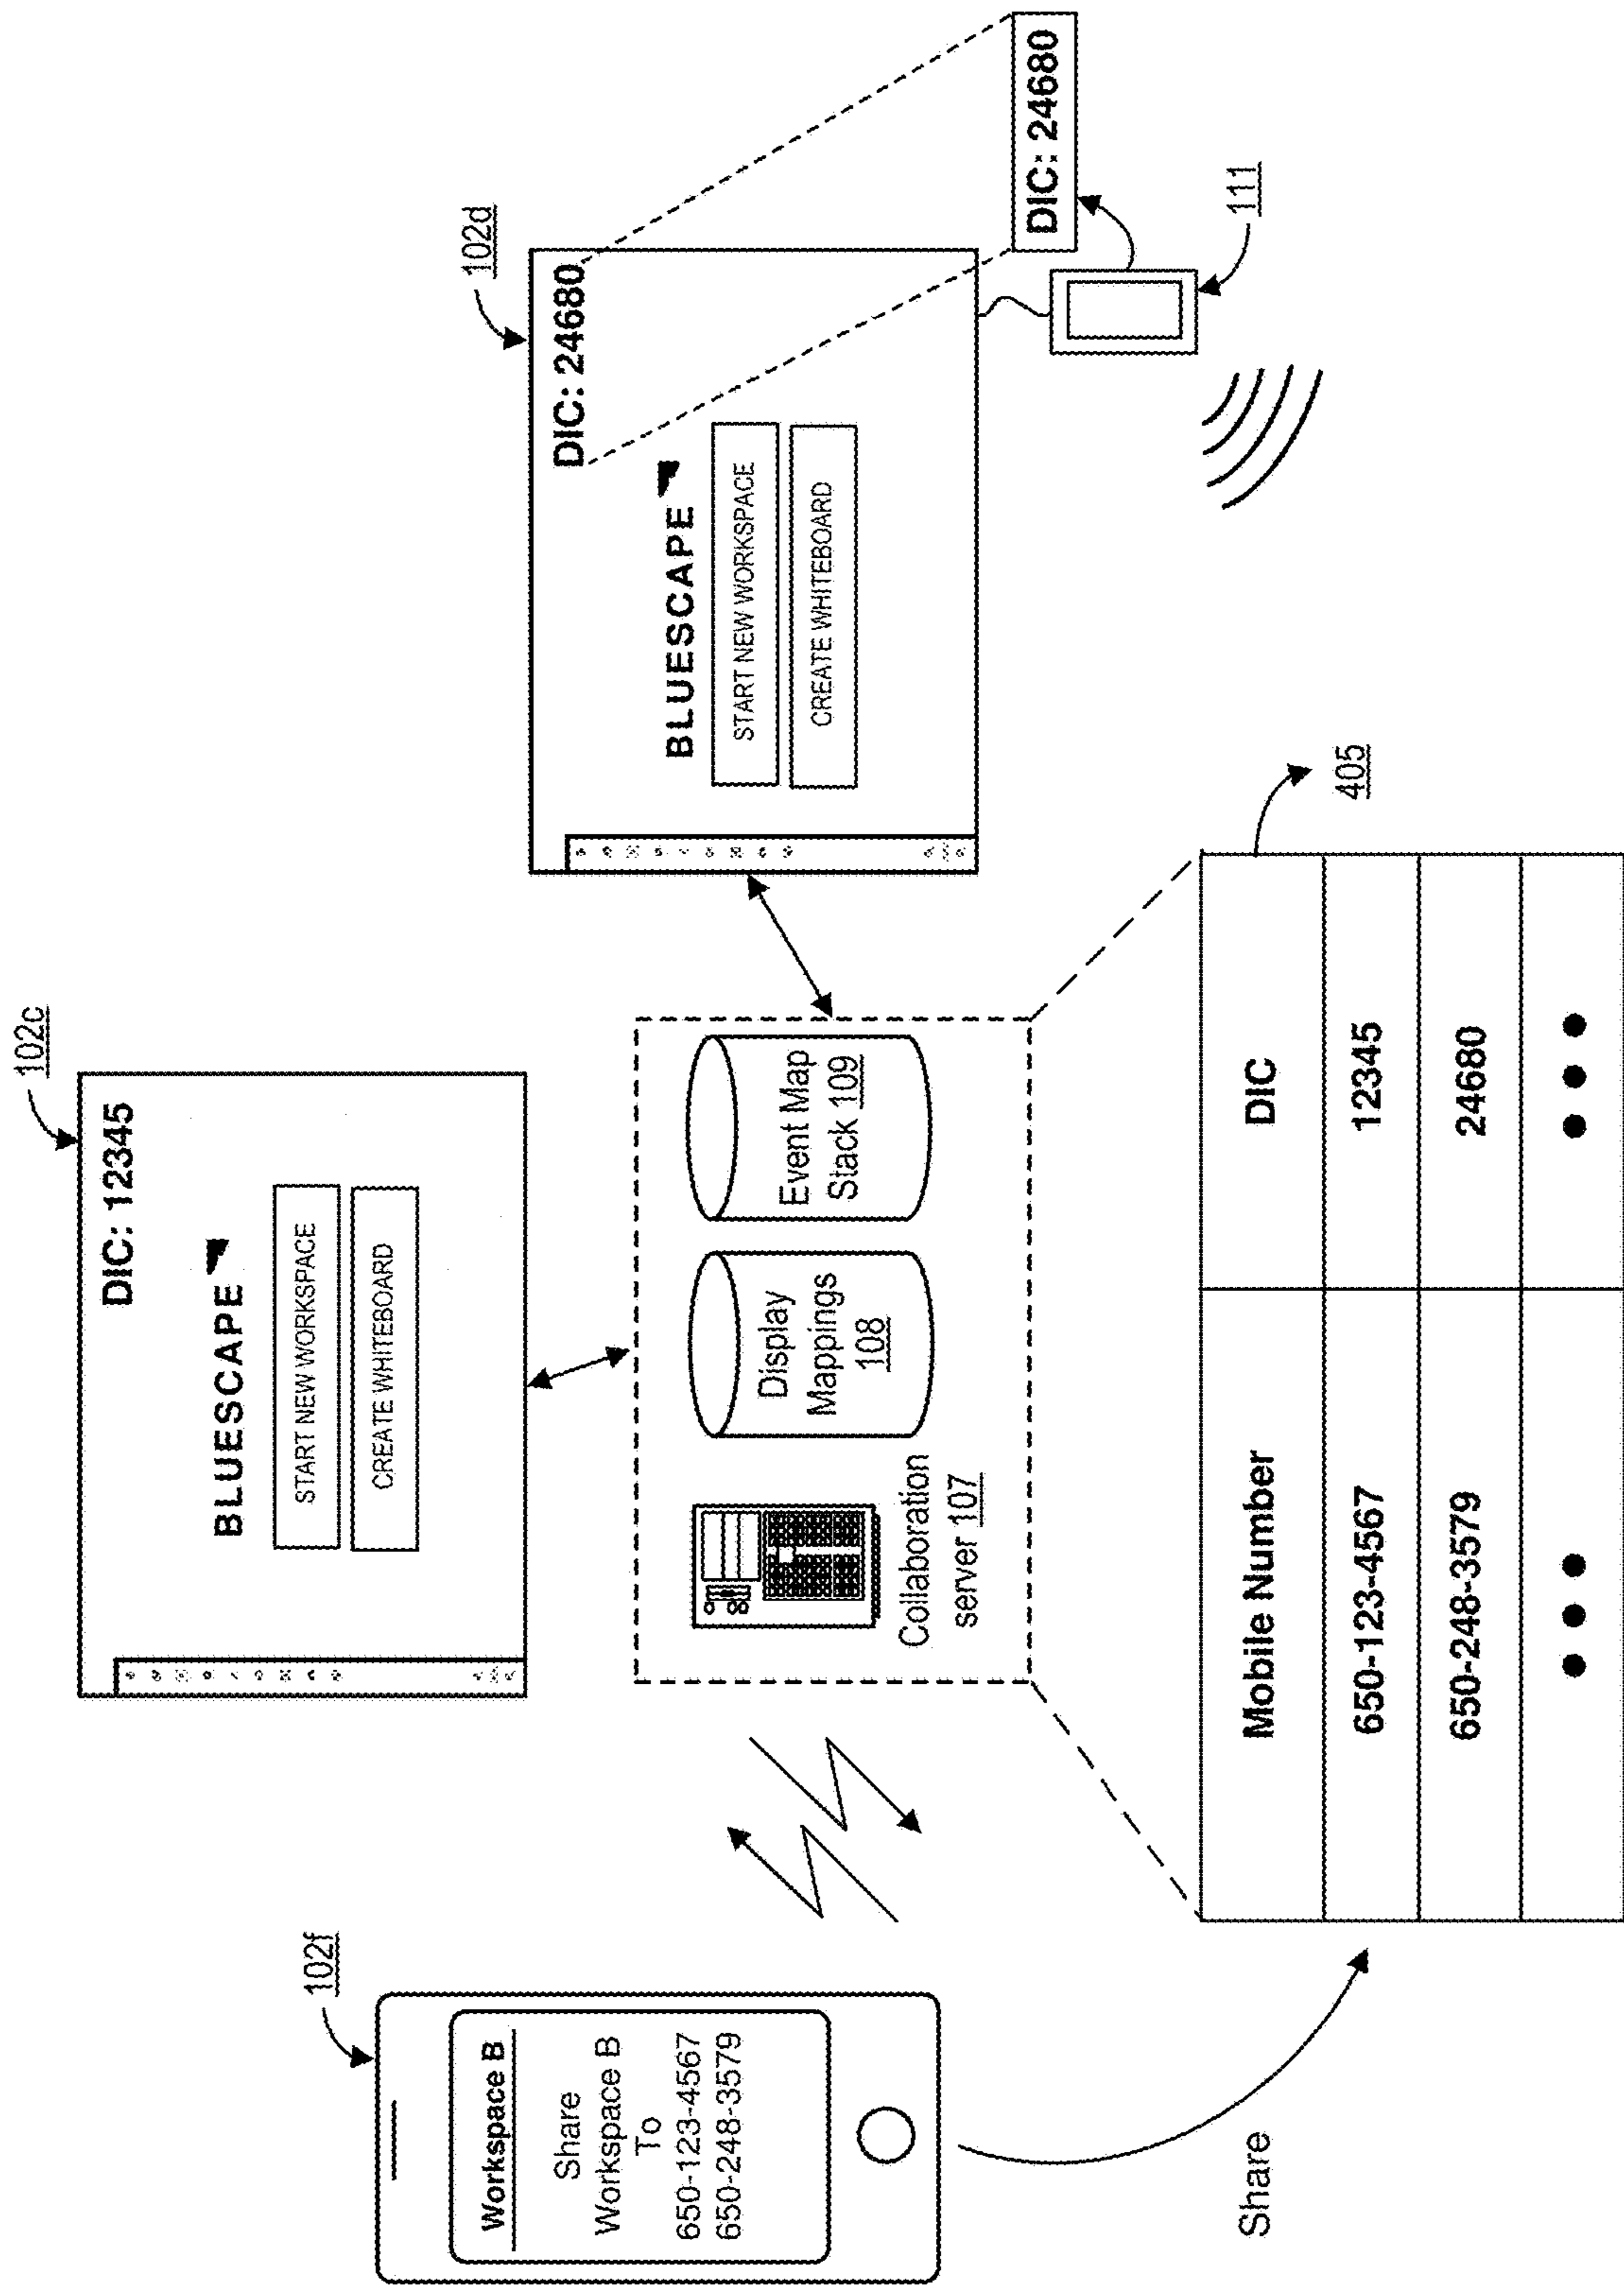 102f
Workspace B
Share
Workspace B
To
650-123-4567
650-248-3579
Share
102c
DIC: 12345
BLUESCAPE
START NEW WORKSPACE
CREATE WHITEBOARD
Collaboration
server 107
Display
Mappings
108
Event Map
Stack 109
102d
DIC: 24680
BLUESCAPE
START NEW WORKSPACE
CREATE WHITEBOARD
DIC: 24680
111
405
Mobile Number DIC
650-123-4567 12345
650-248-3579 24680